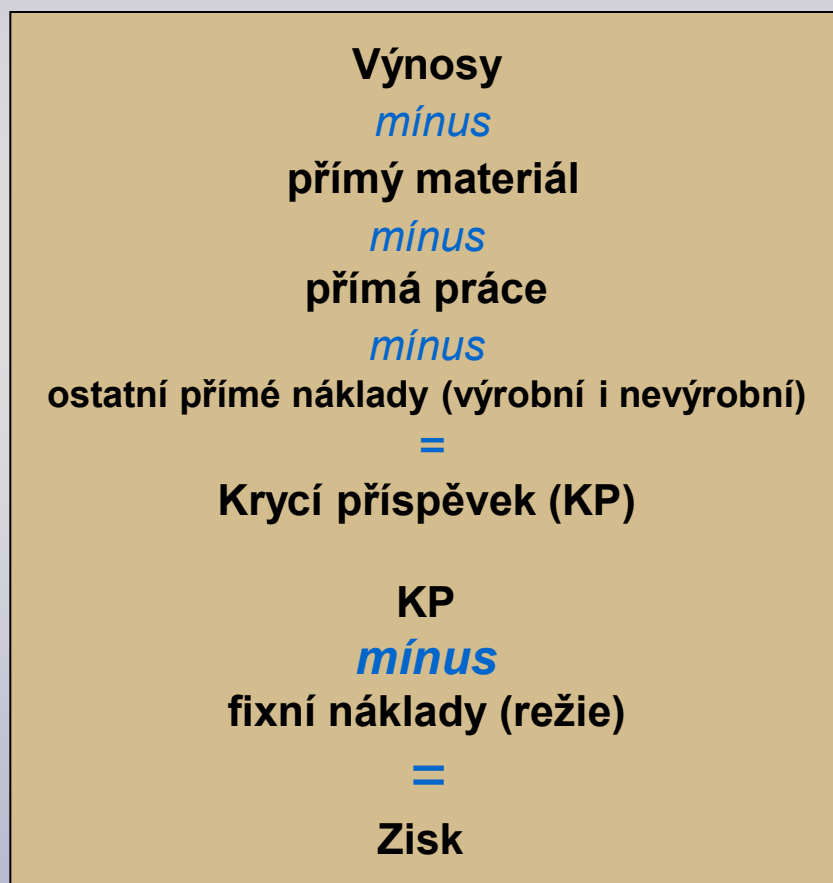 Výnosy
mínus
přímý materiál
mínus
přímá práce
mínus
ostatní přímé náklady (výrobní i nevýrobní)
=
Krycí příspěvek (KP)
KP
mínus
fixní náklady (režie)
=
Zisk